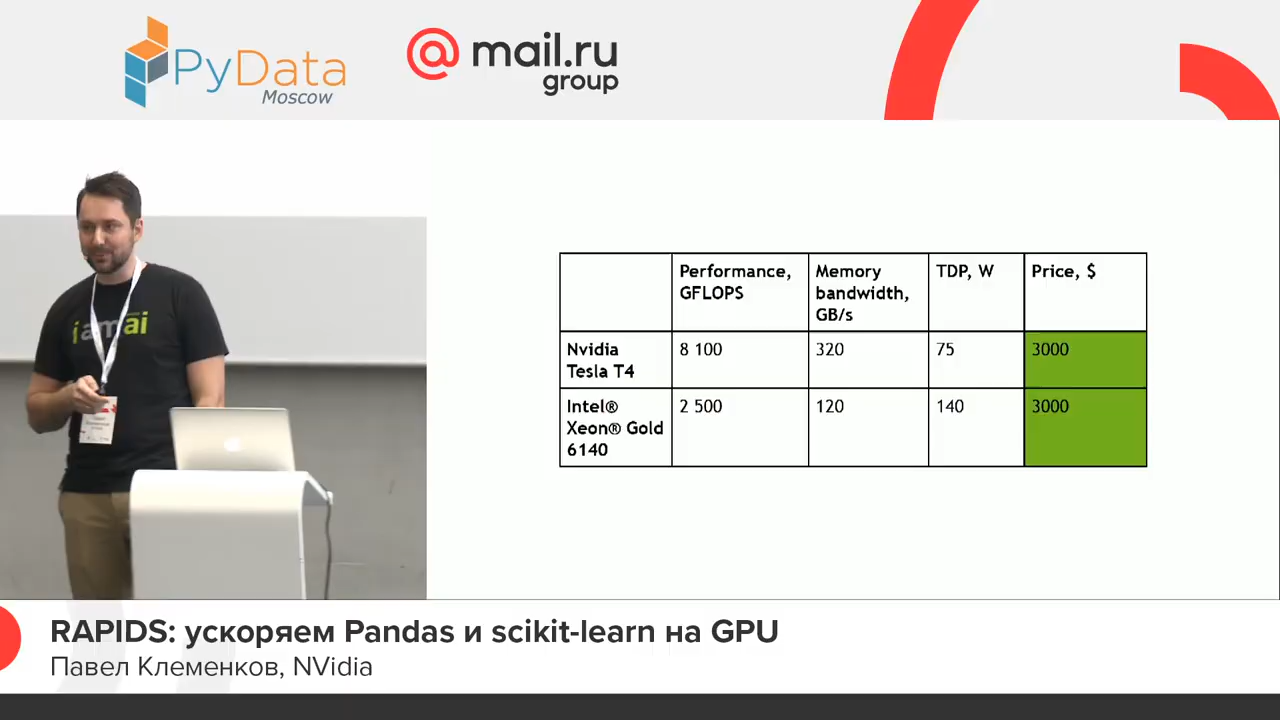 PyData
Moscow
@mail.ru
group
i am ai
Performance,
GFLOPS
Memory
bandwidth,
GB/s
TDP, W
Price, $
Nvidia
Tesla T4
8 100
320
75
3000
Intel®
Xeon® Gold
6140
2 500
120
140
3000
RAPIDS: ускоряем Pandas и scikit-learn на GPU
Павел Клеменков, NVidia